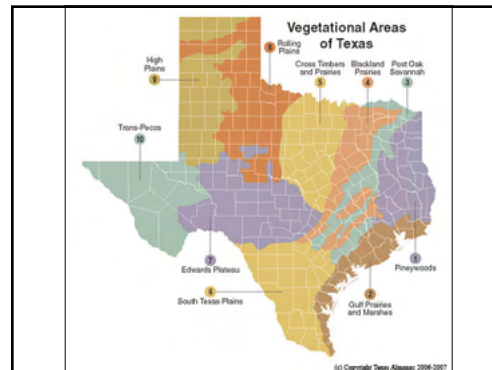 Vegetational Areas
of Texas
High
Plains
9
8
Rolling
Plains
Cross Timbers
and Prairies
5
Blackland
Prairies
4
Post Oak
Savannah
3
Trans-Pecos
10
7
Edwards Plateau
6
South Texas Plains
1
Pineywoods
2
Gulf Prairies
and Marshes
(c) Copyright Texas Almanac 2006-2007